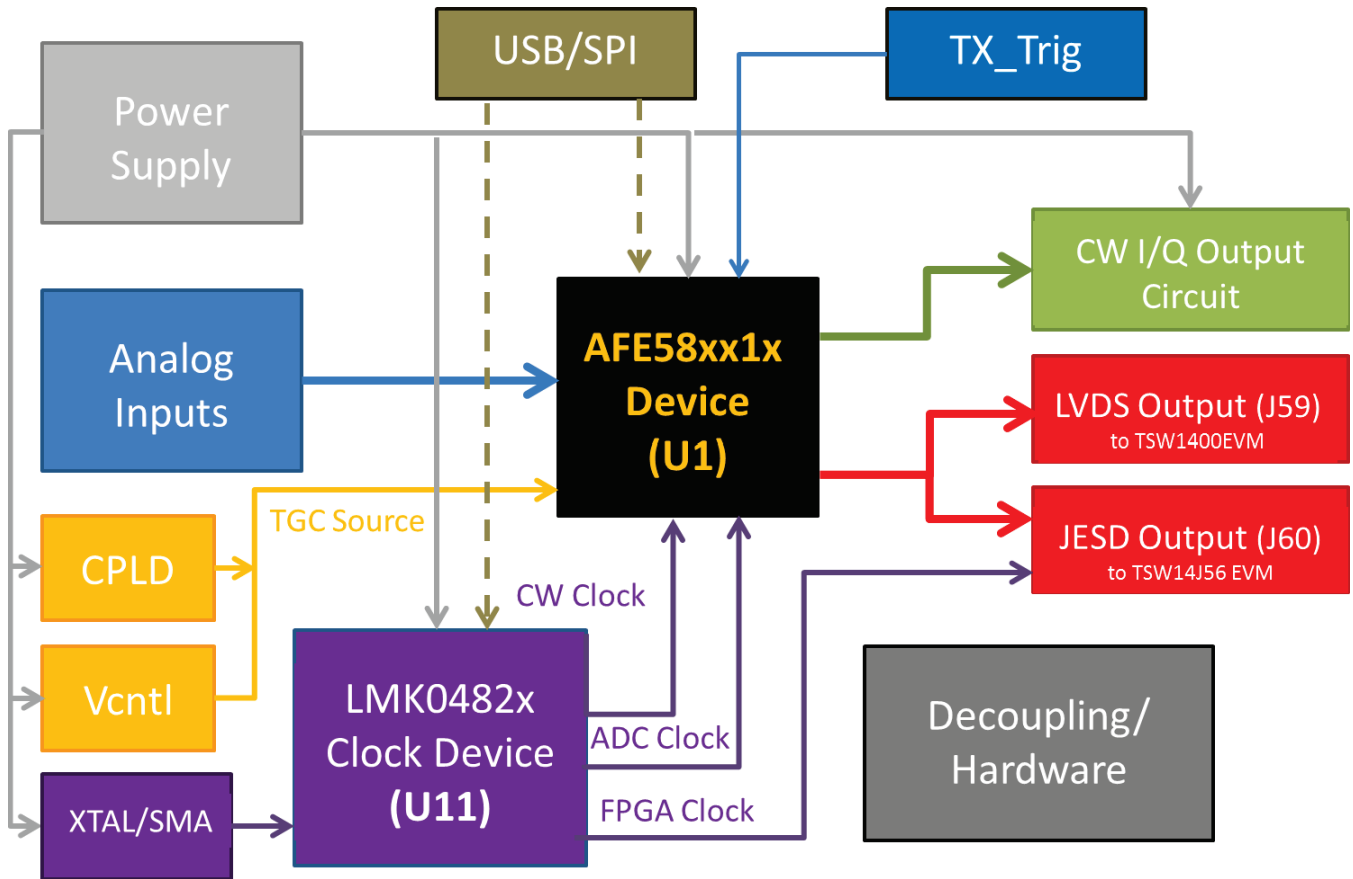 USB/SPI
TX_Trig
Power
Supply
CW I/Q Output
Circuit
Analog
Inputs
AFE58xx1x
Device
(U1)
LVDS Output (J59)
to TSW1400EVM
TGC Source
JESD Output (J60)
to TSW14J56 EVM
CPLD
CW Clock
Vcntl
LMK0482x
Clock Device
(U11)
ADC Clock
FPGA Clock
XTAL/SMA
Decoupling/
Hardware